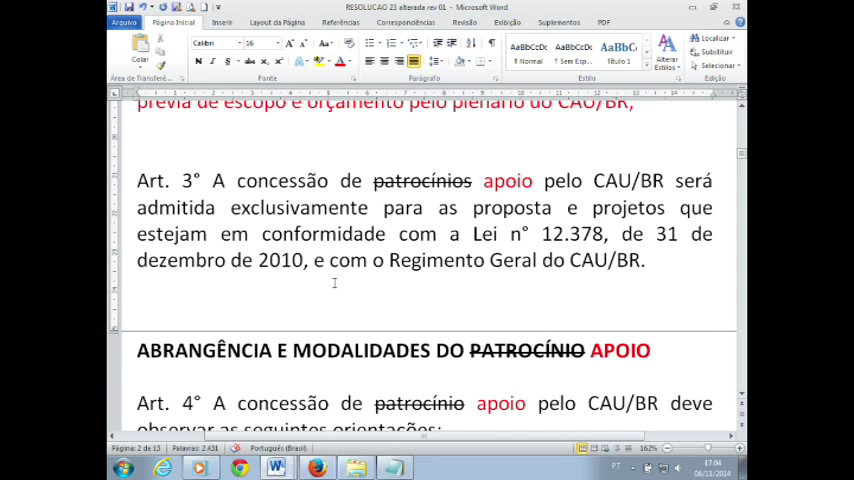 RESOLUCAO 23 alterada rev 01 - Microsoft Word
Arquivo Página Inicial Inserir Layout da Página Referências Correspondências Revisão Exibição Suplementos PDF
Calibri 16
Colar
AaBbCcDc AaBbCcDc AaBbC
¶ Normal ¶ Sem Esp... Título 1
Alterar Estilos
Localizar
Substituir
Selecionar
Área de Transferê... Fonte Parágrafo Estilo Edição
prévia de escopo e orçamento pelo plenário do CAU/BR,
Art. 3° A concessão de patrocínios apoio pelo CAU/BR será
admitida exclusivamente para as proposta e projetos que
estejam em conformidade com a Lei n° 12.378, de 31 de
dezembro de 2010, e com o Regimento Geral do CAU/BR.
ABRANGÊNCIA E MODALIDADES DO PATROCÍNIO APOIO
Art. 4° A concessão de patrocínio apoio pelo CAU/BR deve
observar as seguintes orientações:
Página: 2 de 13 Palavras: 2.431 Português (Brasil) 162%
PT 17:04
06/11/2014